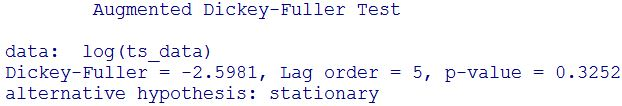 Augmented Dickey-Fuller Test
data:  log(ts_data)
Dickey-Fuller = -2.5981, Lag order = 5, p-value = 0.3252
alternative hypothesis: stationary